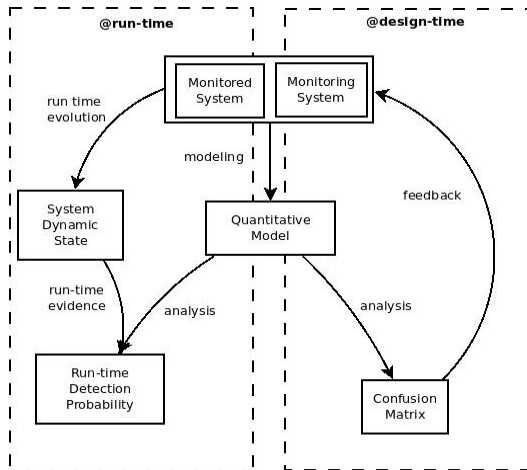 @run-time
@design-time
Monitored
System
Monitoring
System
run time
evolution
modeling
feedback
System
Dynamic
State
Quantitative
Model
run-time
evidence
analysis
analysis
Run-time
Detection
Probability
Confusion
Matrix